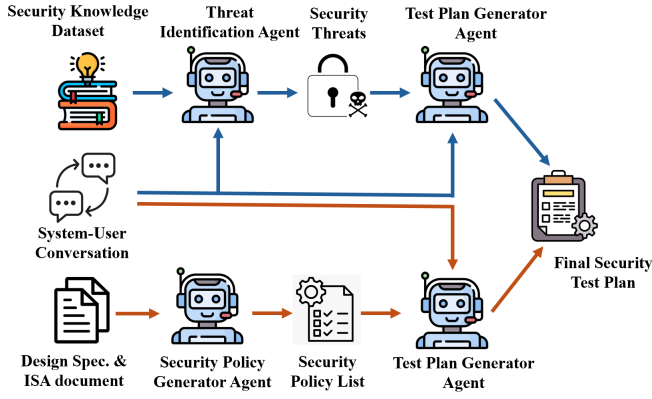 Security Knowledge
Dataset
Threat
Identification Agent
Security
Threats
Test Plan Generator
Agent
System-User
Conversation
Final Security
Test Plan
Design Spec. &
ISA document
Security Policy
Generator Agent
Security
Policy List
Test Plan Generator
Agent